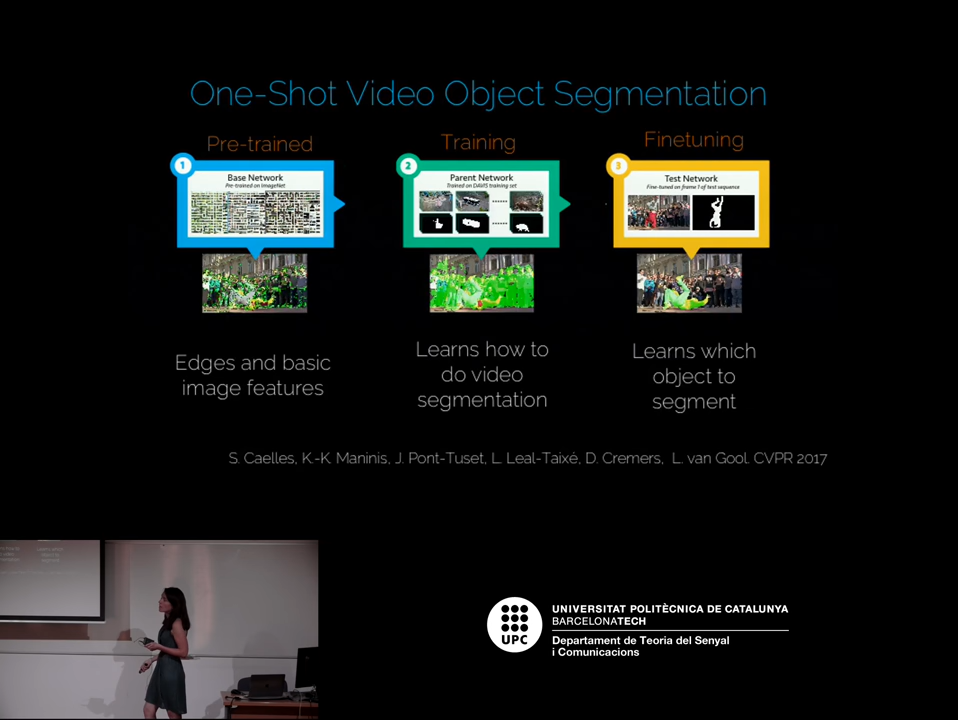 One-Shot Video Object Segmentation
Pre-trained
Training
Finetuning
1
Base Network
Pre-trained on ImageNet
2
Parent Network
Trained on DAVIS training set
3
Test Network
Fine-tuned on frame 1 of test sequence
Edges and basic
image features
Learns how to
do video
segmentation
Learns which
object to
segment
S. Caelles, K.-K. Maninis, J. Pont-Tuset, L. Leal-Taixé, D. Cremers, L. van Gool. CVPR 2017
UPC
UNIVERSITAT POLITÈCNICA DE CATALUNYA
BARCELONATECH
Departament de Teoria del Senyal
i Comunicacions